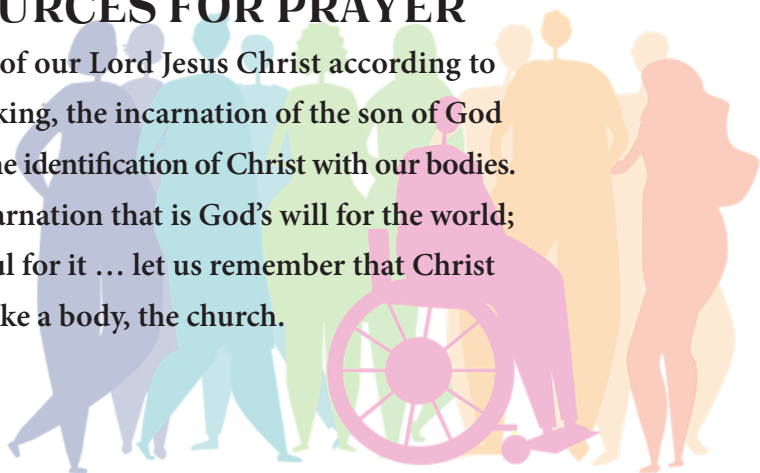 URCES FOR PRAYER
of our Lord Jesus Christ according to
king, the incarnation of the son of God
e identification of Christ with our bodies.
arnation that is God’s will for the world;
l for it … let us remember that Christ
ke a body, the church.